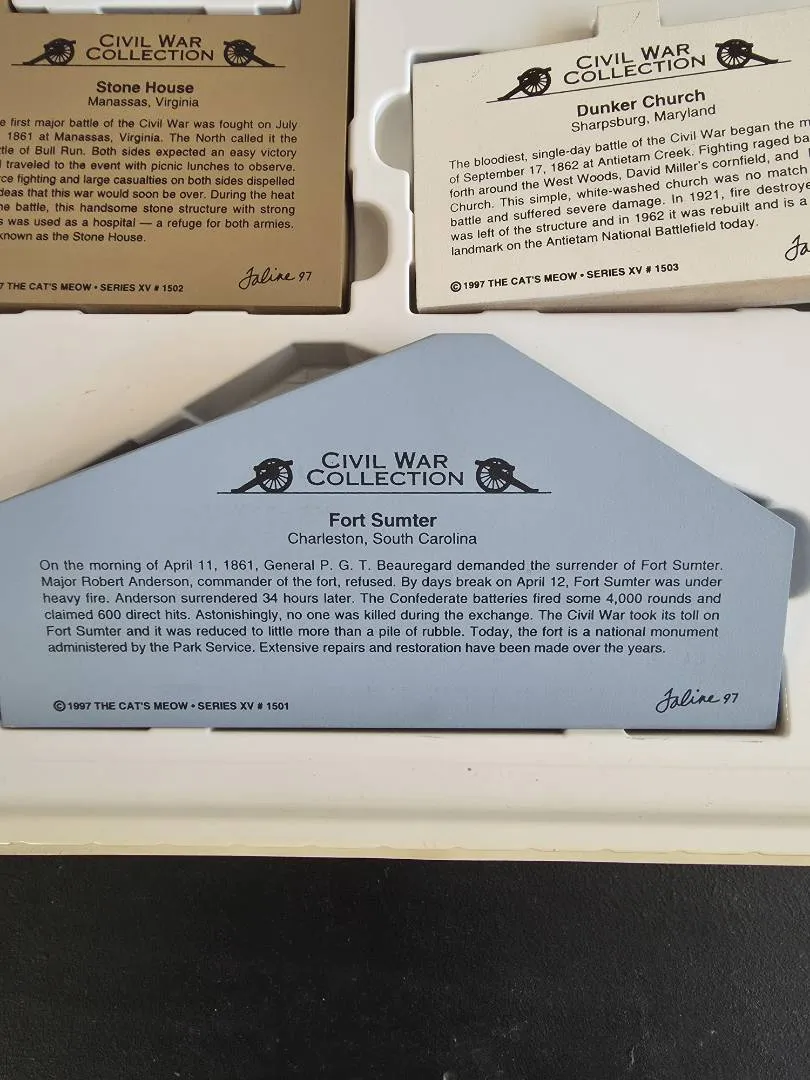 CIVIL WAR
COLLECTION
Stone House
Manassas, Virginia
first major battle of the Civil War was fought on July
1861 at Manassas, Virginia. The North called it the
of Bull Run. Both sides expected an easy victory
traveled to the event with picnic lunches to observe.
fighting and large casualties on both sides dispelled
that this war would soon be over. During the heat
battle, this handsome stone structure with strong
was used as a hospital — a refuge for both armies.
known as the Stone House.
THE CAT'S MEOW • SERIES XV # 1502
Faline 97
CIVIL WAR
COLLECTION
Dunker Church
Sharpsburg, Maryland
The bloodiest, single-day battle of the Civil War began the
of September 17, 1862 at Antietam Creek. Fighting raged
forth around the West Woods, David Miller's cornfield, and
Church. This simple, white-washed church was no match
battle and suffered severe damage. In 1921, fire
was left of the structure and in 1962 it was rebuilt and is a
landmark on the Antietam National Battlefield today.
© 1997 THE CAT'S MEOW • SERIES XV # 1503
CIVIL WAR
COLLECTION
Fort Sumter
Charleston, South Carolina
On the morning of April 11, 1861, General P. G. T. Beauregard demanded the surrender of Fort Sumter.
Major Robert Anderson, commander of the fort, refused. By days break on April 12, Fort Sumter was under
heavy fire. Anderson surrendered 34 hours later. The Confederate batteries fired some 4,000 rounds and
claimed 600 direct hits. Astonishingly, no one was killed during the exchange. The Civil War took its toll on
Fort Sumter and it was reduced to little more than a pile of rubble. Today, the fort is a national monument
administered by the Park Service. Extensive repairs and restoration have been made over the years.
© 1997 THE CAT'S MEOW • SERIES XV # 1501
Faline 97